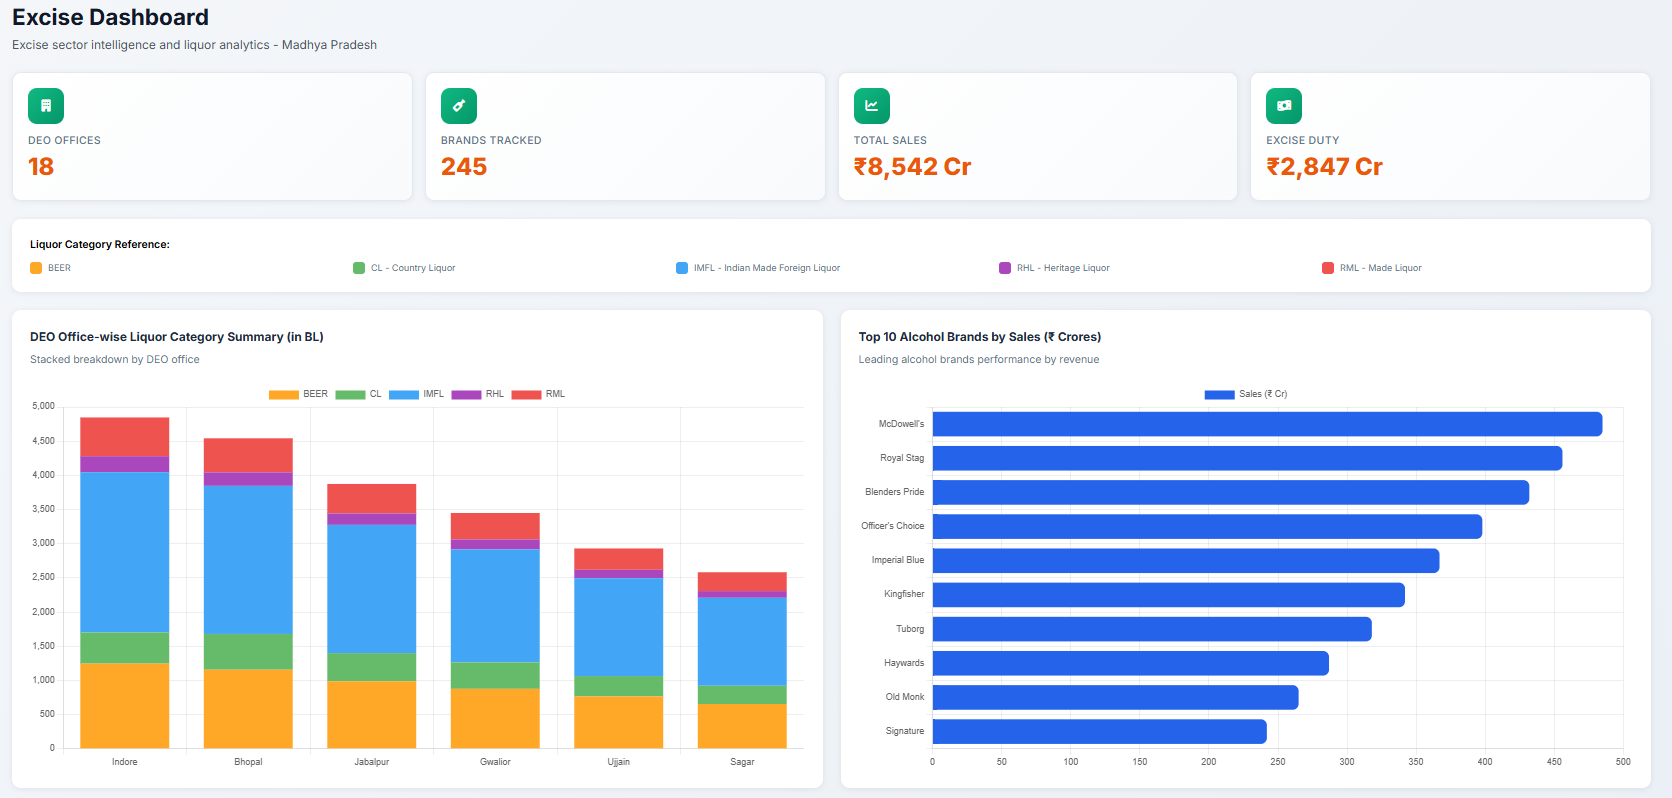 Excise Dashboard
Excise sector intelligence and liquor analytics - Madhya Pradesh
DEO OFFICES
18
BRANDS TRACKED
245
TOTAL SALES
₹8,542 Cr
EXCISE DUTY
₹2,847 Cr
Liquor Category Reference:
BEER
CL - Country Liquor
IMFL - Indian Made Foreign Liquor
RHL - Heritage Liquor
RML - Made Liquor
DEO Office-wise Liquor Category Summary (in BL)
Stacked breakdown by DEO office
BEER CL IMFL RHL RML
5,000
4,500
4,000
3,500
3,000
2,500
2,000
1,500
1,000
500
0
Indore Bhopal Jabalpur Gwalior Ujjain Sagar
Top 10 Alcohol Brands by Sales (₹ Crores)
Leading alcohol brands performance by revenue
Sales (₹ Cr)
McDowell's
Royal Stag
Blenders Pride
Officer's Choice
Imperial Blue
Kingfisher
Tuborg
Haywards
Old Monk
Signature
0 50 100 150 200 250 300 350 400 450 500